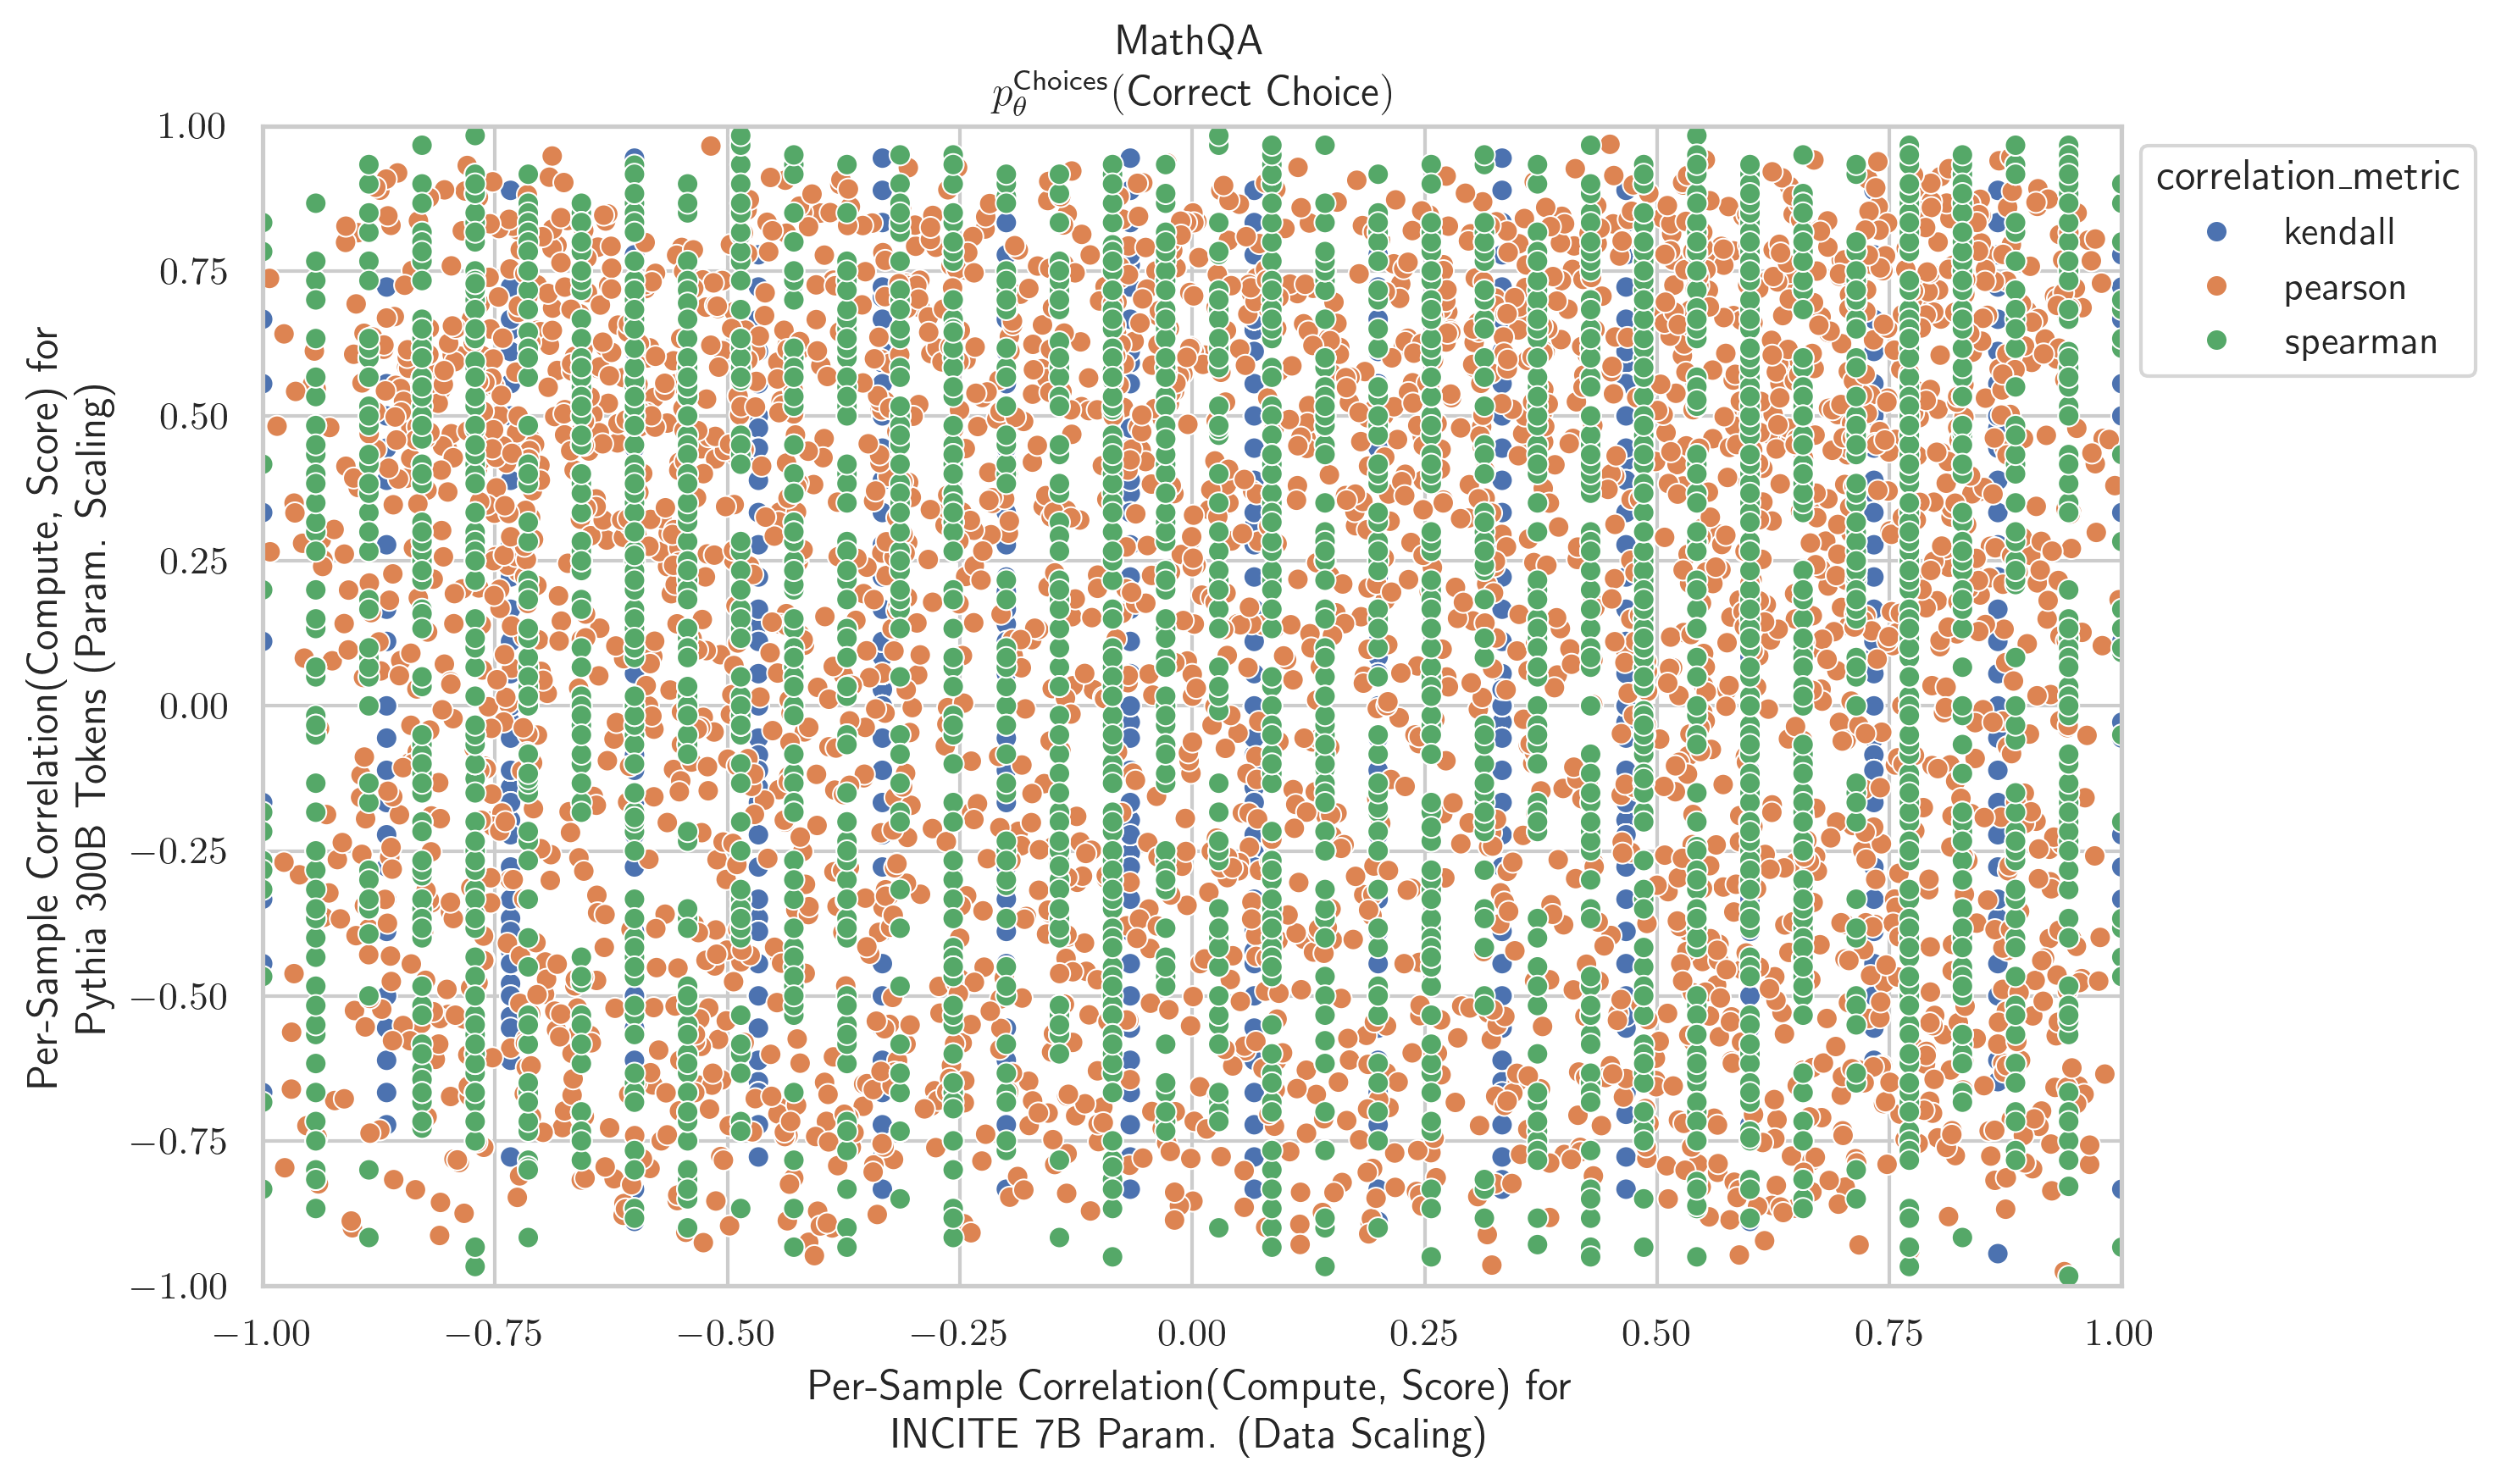 MathQA
p_θ^Choices(Correct Choice)
1.00
0.75
0.50
0.25
0.00
−0.25
−0.50
−0.75
−1.00
Per-Sample Correlation(Compute, Score) for
Pythia 300B Tokens (Param. Scaling)
−1.00 −0.75 −0.50 −0.25 0.00 0.25 0.50 0.75 1.00
Per-Sample Correlation(Compute, Score) for
INCITE 7B Param. (Data Scaling)
correlation_metric
kendall
pearson
spearman